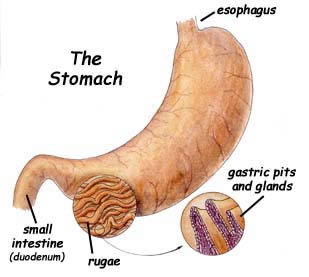 esophagus
The
Stomach
gastric pits
and glands
small
intestine
(duodenum)
rugae